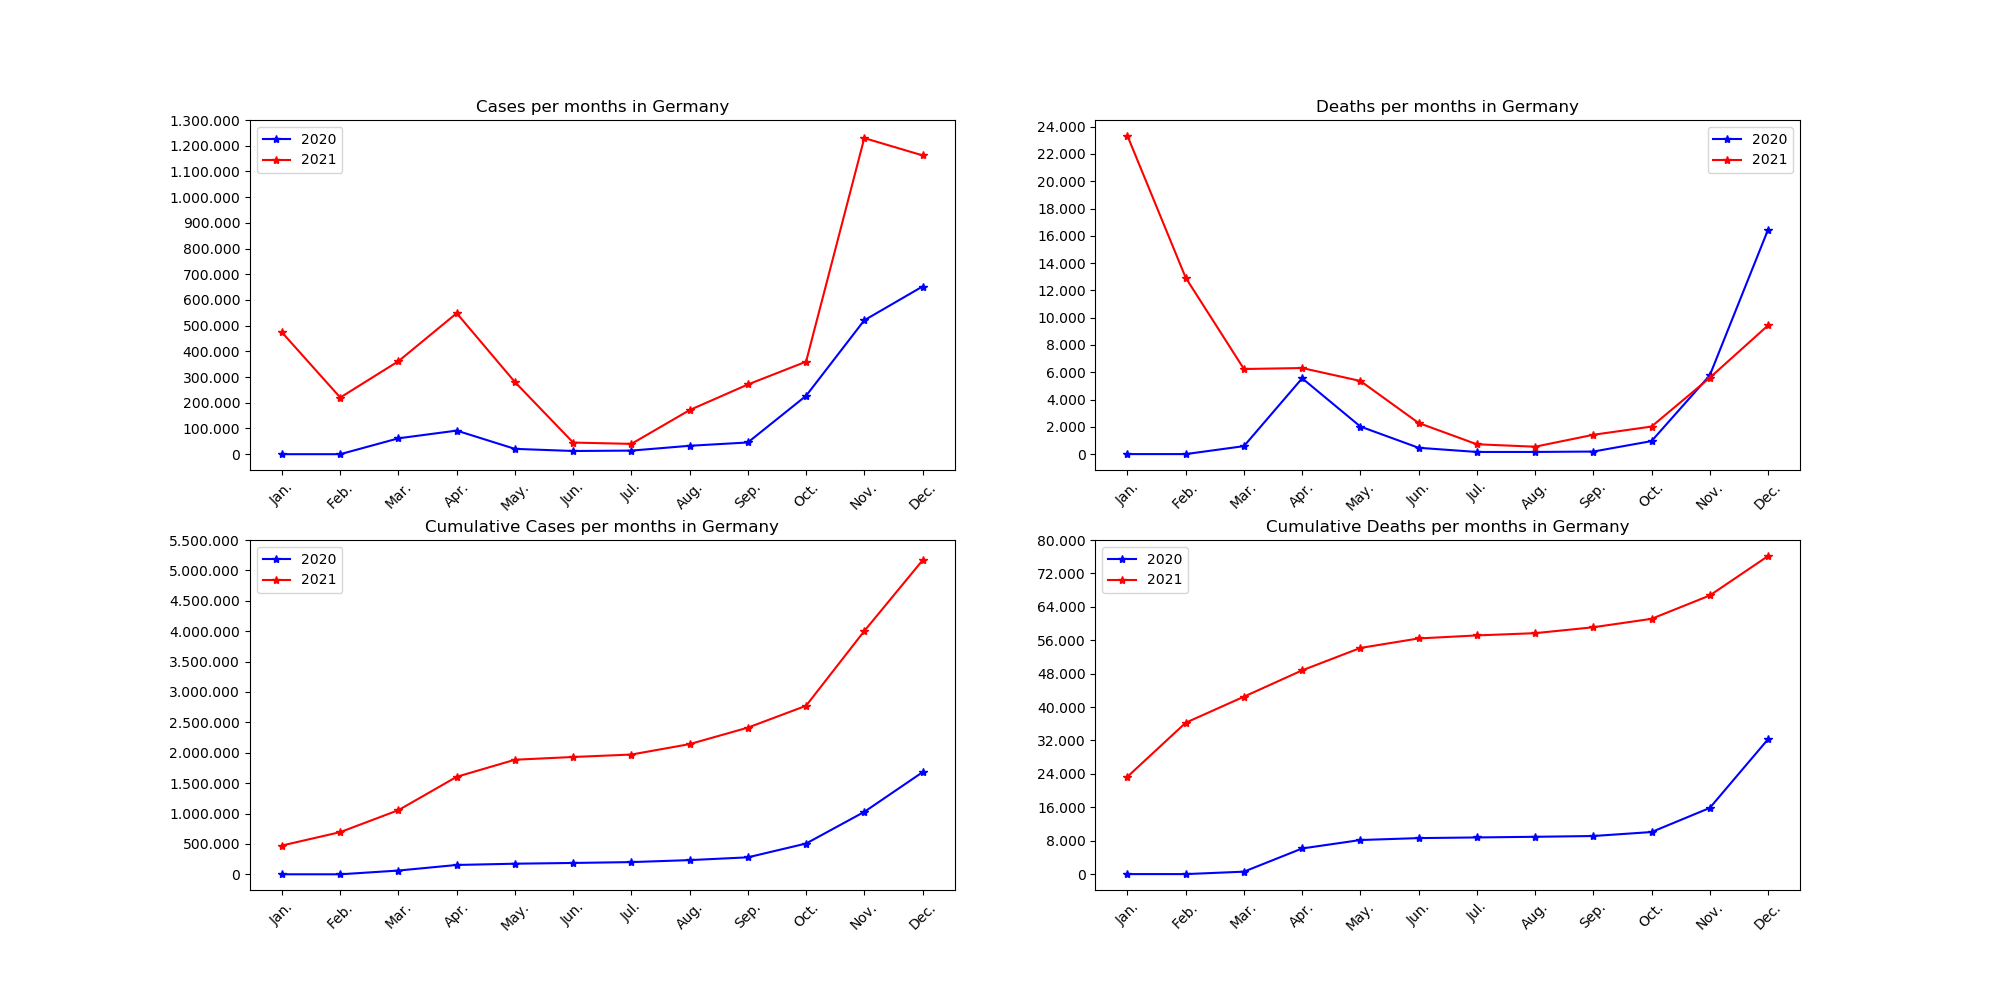 Cases per months in Germany
1.300.000
1.200.000
1.100.000
1.000.000
900.000
800.000
700.000
600.000
500.000
400.000
300.000
200.000
100.000
0
2020
2021
Jan.
Feb.
Mar.
Apr.
May.
Jun.
Jul.
Aug.
Sep.
Oct.
Nov.
Dec.
Deaths per months in Germany
24.000
22.000
20.000
18.000
16.000
14.000
12.000
10.000
8.000
6.000
4.000
2.000
0
2020
2021
Jan.
Feb.
Mar.
Apr.
May.
Jun.
Jul.
Aug.
Sep.
Oct.
Nov.
Dec.
Cumulative Cases per months in Germany
5.500.000
5.000.000
4.500.000
4.000.000
3.500.000
3.000.000
2.500.000
2.000.000
1.500.000
1.000.000
500.000
0
2020
2021
Jan.
Feb.
Mar.
Apr.
May.
Jun.
Jul.
Aug.
Sep.
Oct.
Nov.
Dec.
Cumulative Deaths per months in Germany
80.000
72.000
64.000
56.000
48.000
40.000
32.000
24.000
16.000
8.000
0
2020
2021
Jan.
Feb.
Mar.
Apr.
May.
Jun.
Jul.
Aug.
Sep.
Oct.
Nov.
Dec.